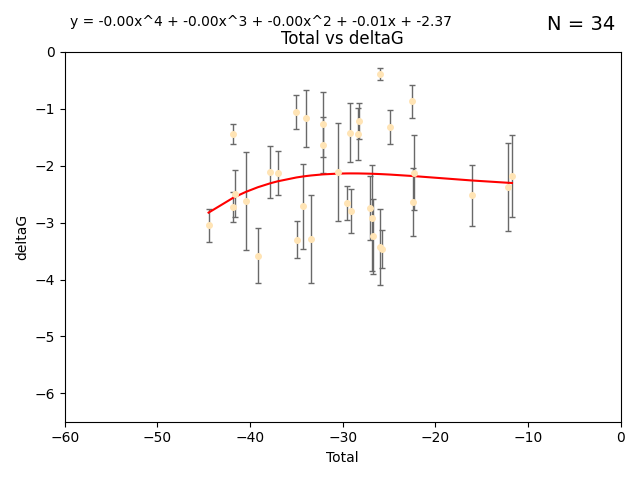 y = -0.00x^4 + -0.00x^3 + -0.00x^2 + -0.01x + -2.37
N = 34
Total vs deltaG
0
−1
−2
−3
−4
−5
−6
deltaG
−60 −50 −40 −30 −20 −10 0
Total